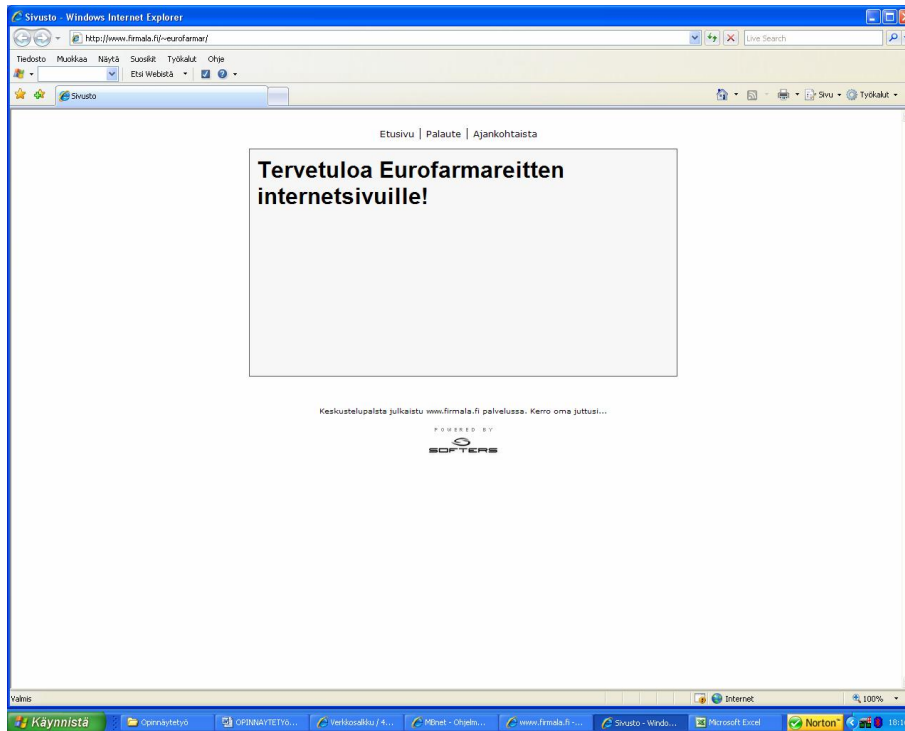 Sivusto - Windows Internet Explorer
http://www.firmala.fi/~eurofarmar/
Live Search
Tiedosto Muokkaa Näytä Suosikit Työkalut Ohje
Etsi Webistä
Sivusto
Sivu Työkalut
Etusivu | Palaute | Ajankohtaista
Tervetuloa Eurofarmareitten
internetsivuille!
Keskustelupalsta julkaistu www.firmala.fi palvelussa. Kerro oma juttusi...
POWERED BY
SOFTERS
Valmis
Internet
100%
Käynnistä
Opinnäytetyö
OPINNAYTETYÖ...
Verkkosalkku / 4...
MBnet - Ohjelm...
www.firmala.fi -...
Sivusto - Windo...
Microsoft Excel
Norton